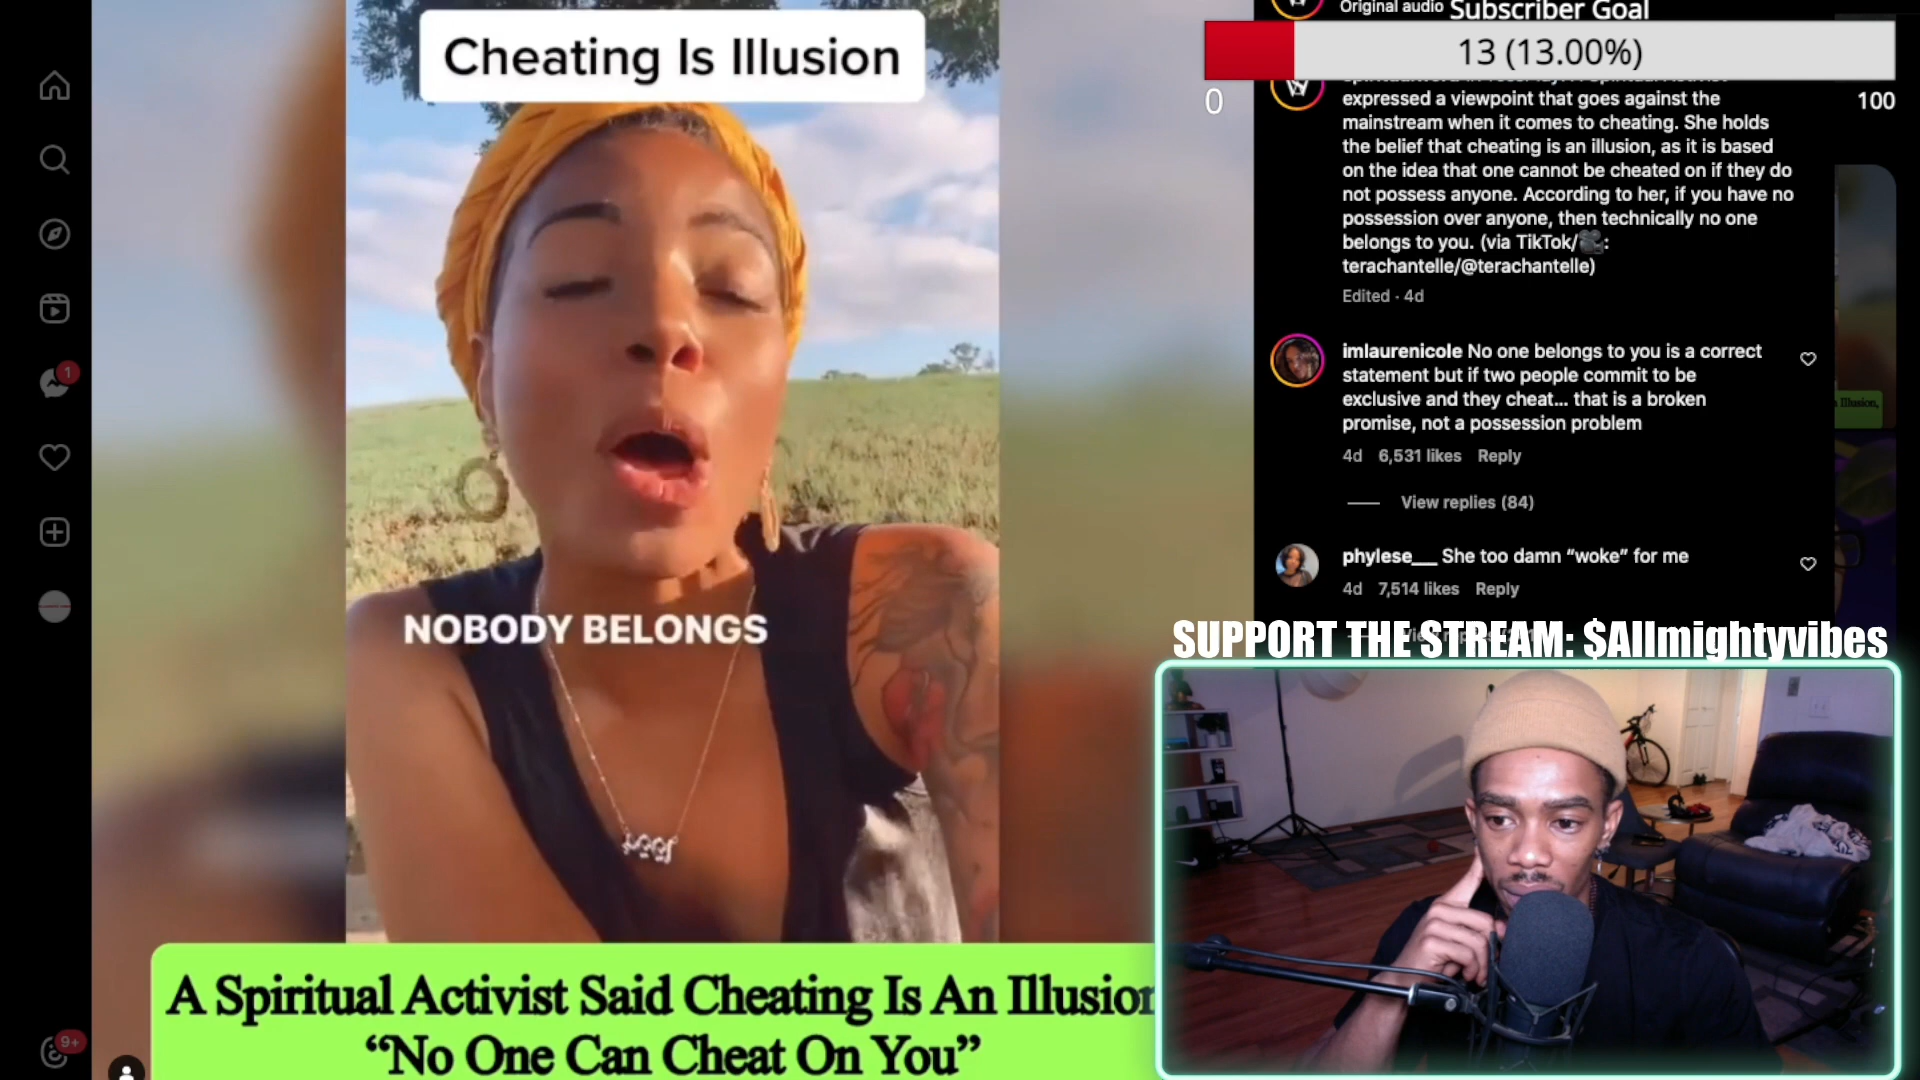 Cheating Is Illusion
NOBODY BELONGS
A Spiritual Activist Said Cheating Is An Illusion
“No One Can Cheat On You”
9+
1
Original audio
Subscriber Goal
13 (13.00%)
0
100
expressed a viewpoint that goes against the
mainstream when it comes to cheating. She holds
the belief that cheating is an illusion, as it is based
on the idea that one cannot be cheated on if they do
not possess anyone. According to her, if you have no
possession over anyone, then technically no one
belongs to you. (via TikTok/🎥:
terachantelle/@terachantelle)
Edited · 4d
imlaurenicole No one belongs to you is a correct
statement but if two people commit to be
exclusive and they cheat... that is a broken
promise, not a possession problem
4d 6,531 likes Reply
View replies (84)
phylese__ She too damn “woke” for me
4d 7,514 likes Reply
Illusion,
SUPPORT THE STREAM: $Allmightyvibes